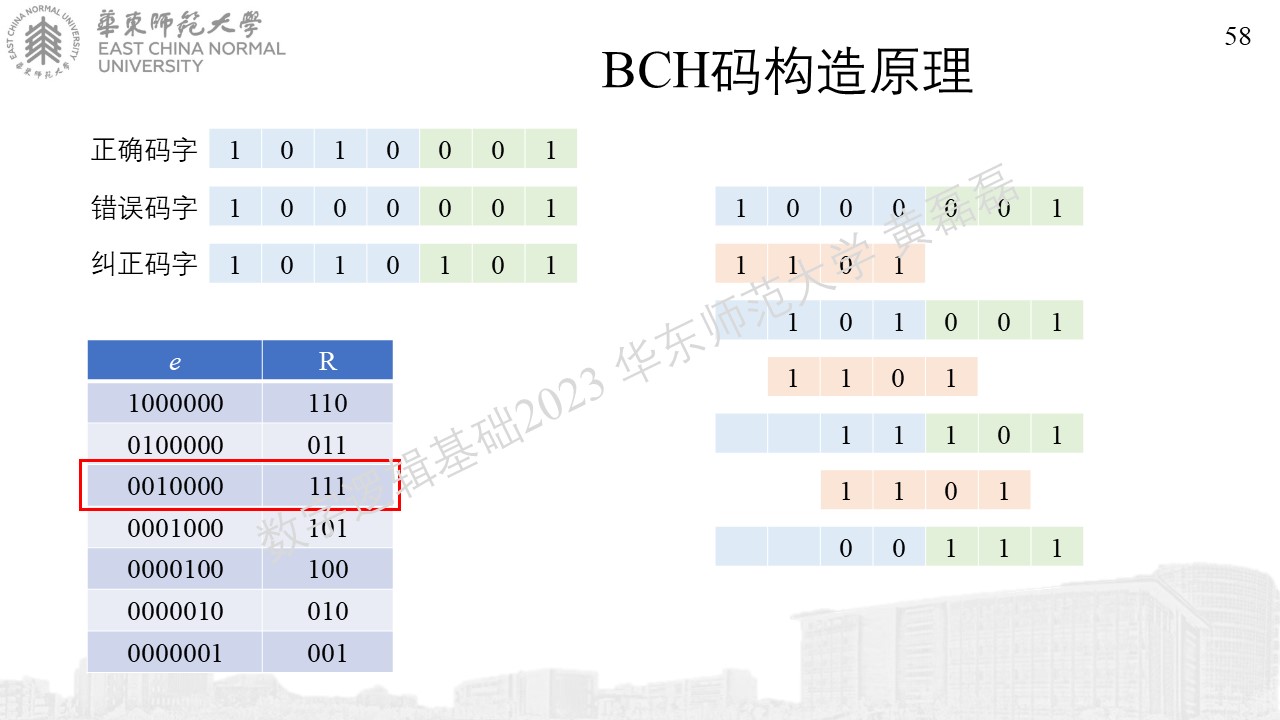 華東師範大學
EAST CHINA NORMAL
UNIVERSITY
EAST CHINA NORMAL UNIVERSITY
華東師范大學
58
BCH码构造原理
正确码字 1 0 1 0 0 0 1
错误码字 1 0 0 0 0 0 1
纠正码字 1 0 1 0 1 0 1
1 0 0 0 0 0 1
1 1 0 1
1 0 1 0 0 1
1 1 0 1
1 1 1 0 1
1 1 0 1
0 0 1 1 1
e R
1000000 110
0100000 011
0010000 111
0001000 101
0000100 100
0000010 010
0000001 001
数字逻辑基础2023 华东师范大学 黄磊磊